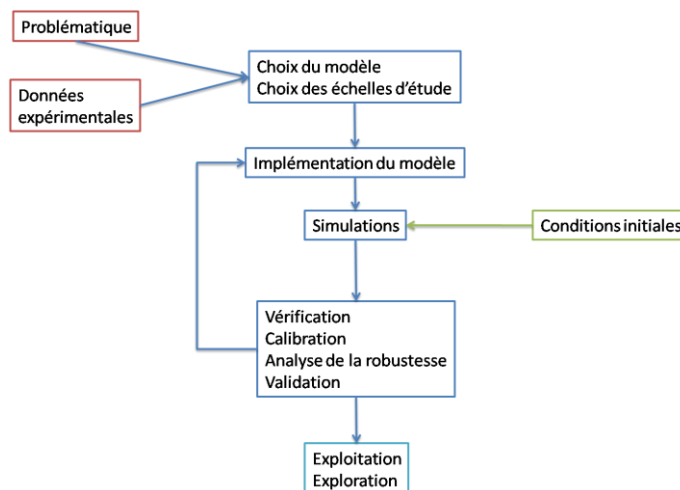 Problématique
Choix du modèle
Choix des échelles d'étude
Données
expérimentales
Implémentation du modèle
Simulations
Conditions initiales
Vérification
Calibration
Analyse de la robustesse
Validation
Exploitation
Exploration